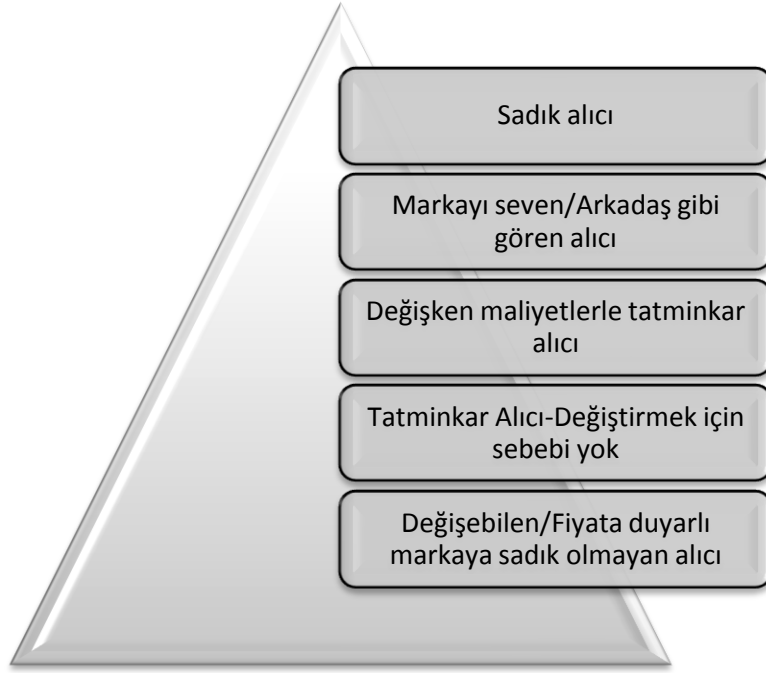 Sadık alıcı
Markayı seven/Arkadaş gibi
gören alıcı
Değişken maliyetlerle tatminkar
alıcı
Tatminkar Alıcı-Değiştirmek için
sebebi yok
Değişebilen/Fiyata duyarlı
markaya sadık olmayan alıcı